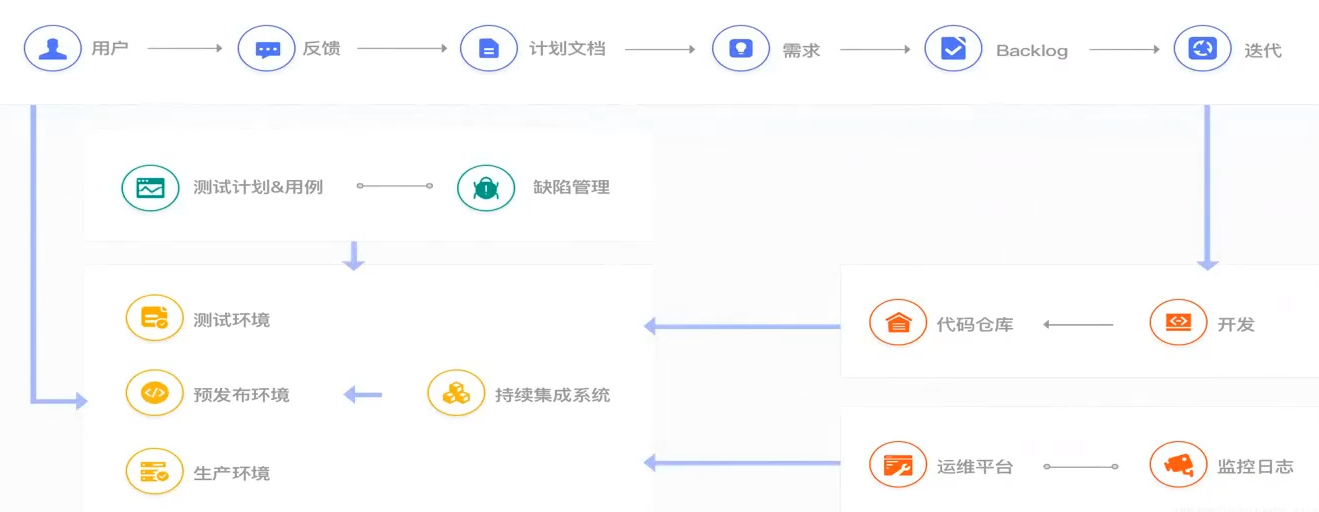 用户 反馈 计划文档 需求 Backlog 迭代
测试计划&用例 缺陷管理
测试环境
预发布环境 持续集成系统
生产环境
代码仓库 开发
运维平台 监控日志